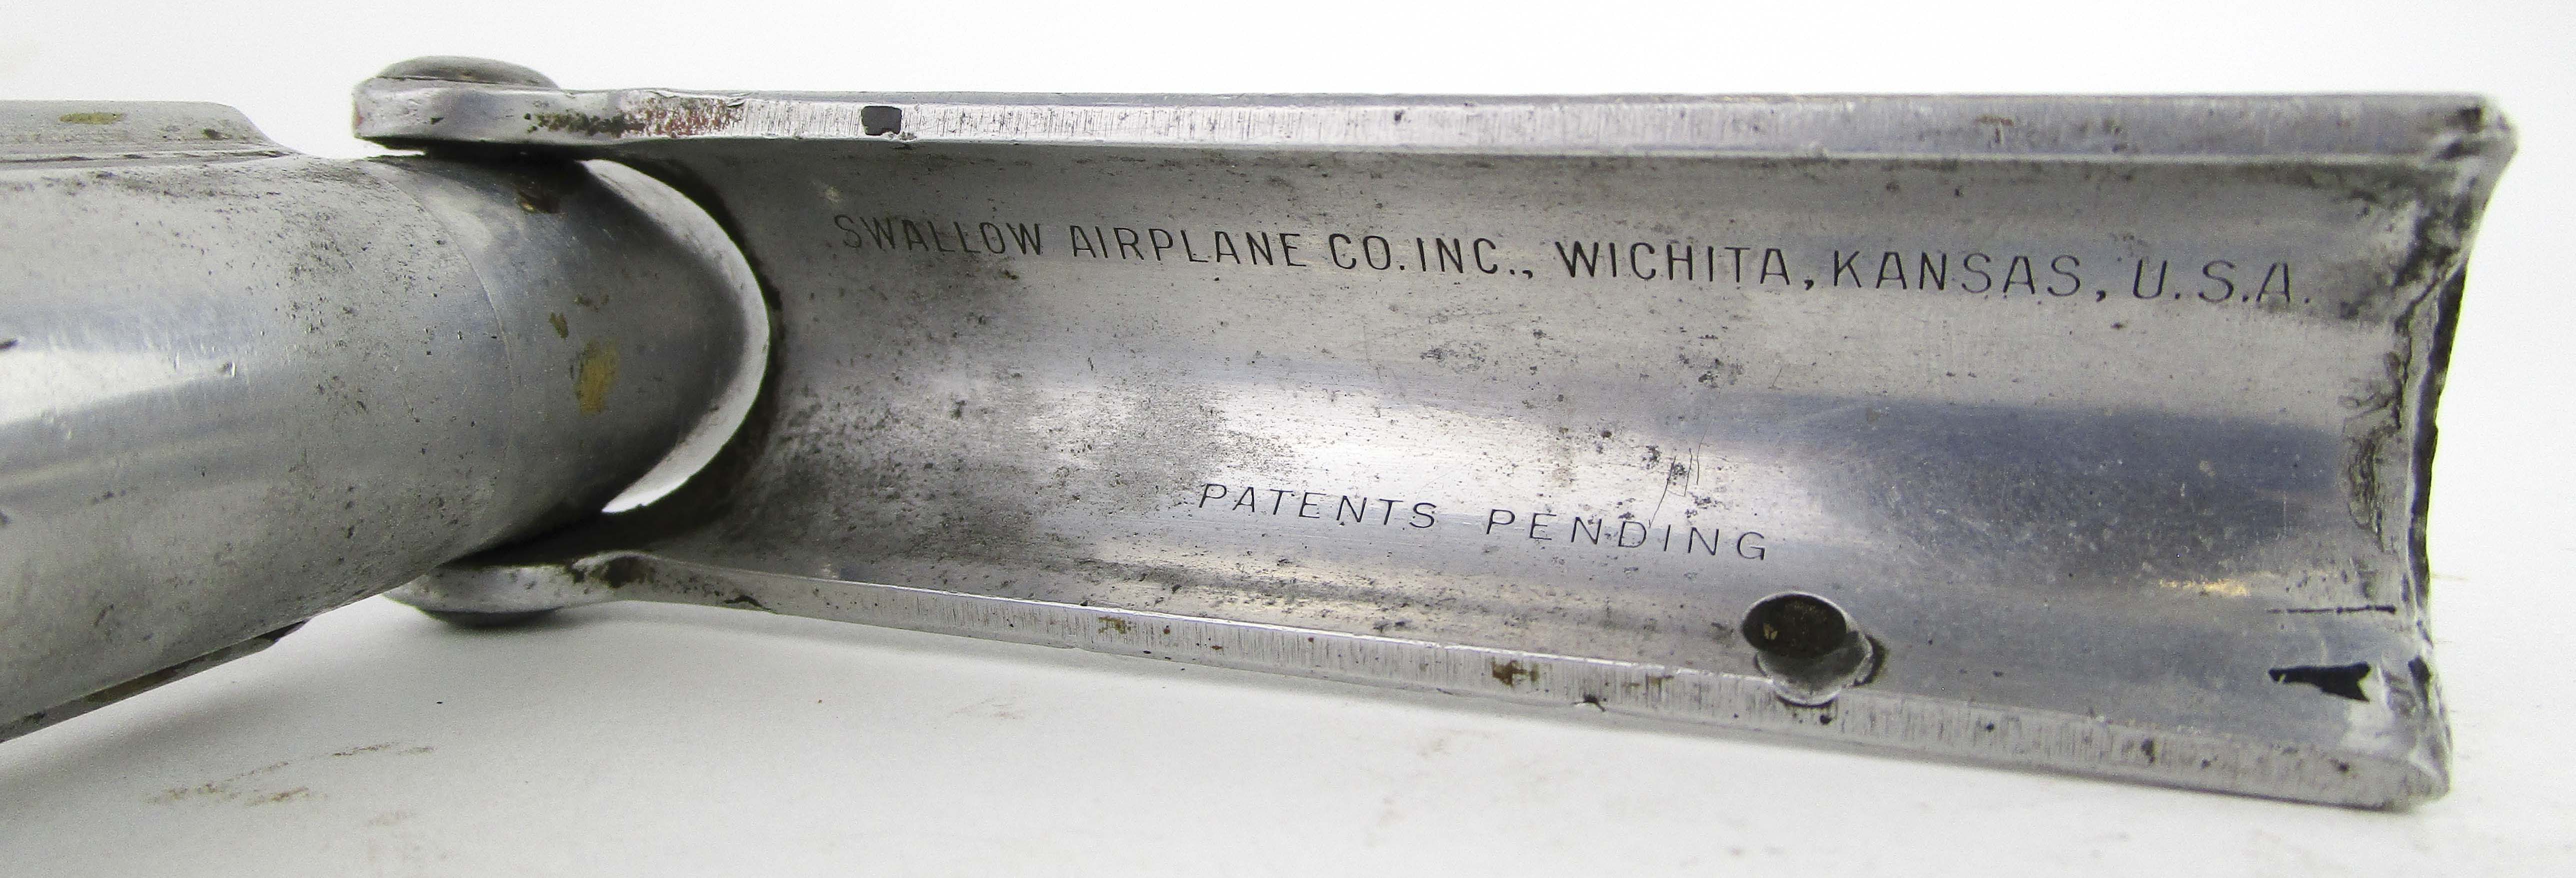 SWALLOW AIRPLANE CO. INC., WICHITA, KANSAS, U.S.A.
PATENTS PENDING